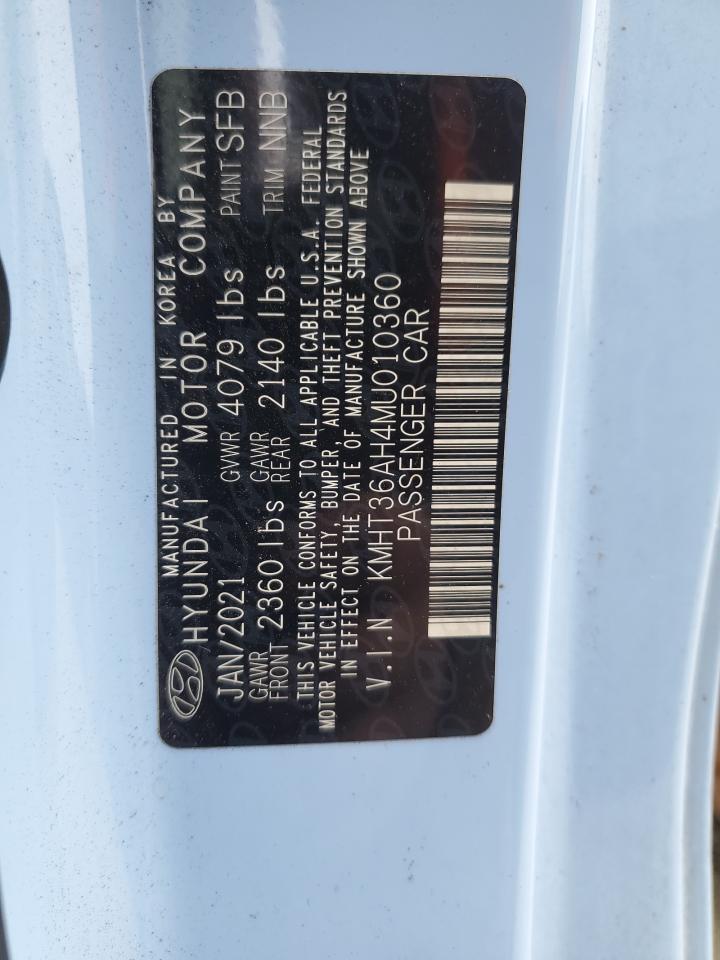 MANUFACTURED IN KOREA BY
HYUNDAI MOTOR COMPANY
JAN/2021 GVWR 4079 lbs PAINT SFB
GAWR FRONT 2360 lbs GAWR REAR 2140 lbs TRIM NNB
THIS VEHICLE CONFORMS TO ALL APPLICABLE U.S.A. FEDERAL
MOTOR VEHICLE SAFETY, BUMPER, AND THEFT PREVENTION STANDARDS
IN EFFECT ON THE DATE OF MANUFACTURE SHOWN ABOVE
V.I.N KMHT36AH4MU010360
PASSENGER CAR